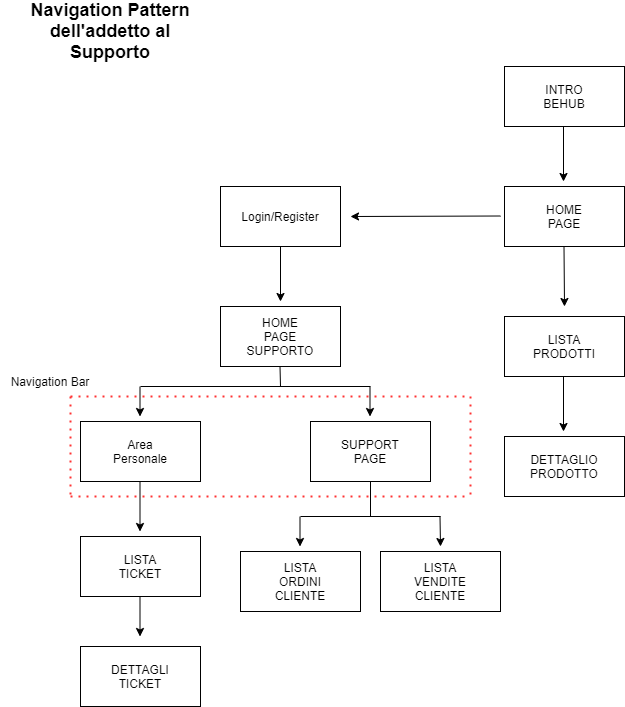 Navigation Pattern
dell'addetto al
Supporto
INTRO
BEHUB
Login/Register
HOME
PAGE
HOME
PAGE
SUPPORTO
LISTA
PRODOTTI
Navigation Bar
Area
Personale
SUPPORT
PAGE
DETTAGLIO
PRODOTTO
LISTA
TICKET
LISTA
ORDINI
CLIENTE
LISTA
VENDITE
CLIENTE
DETTAGLI
TICKET